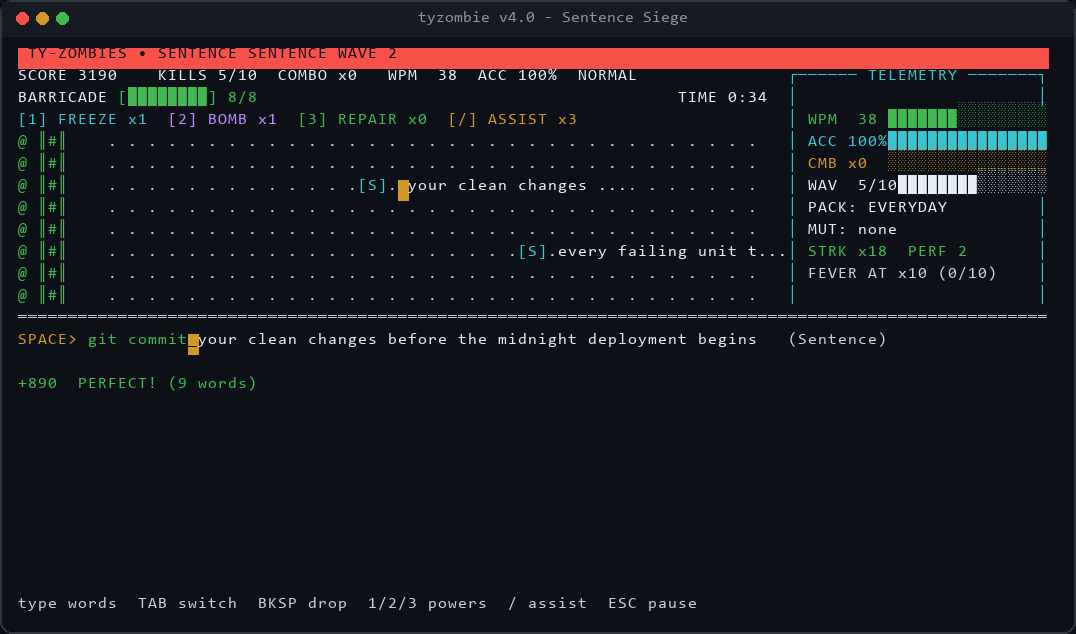 tyzombie v4.0 - Sentence Siege
TY-ZOMBIES • SENTENCE SENTENCE WAVE 2
SCORE 3190 KILLS 5/10 COMBO x0 WPM 38 ACC 100% NORMAL
TELEMETRY
BARRICADE [████████] 8/8 TIME 0:34
[1] FREEZE x1 [2] BOMB x1 [3] REPAIR x0 [/] ASSIST x3
WPM 38
@ ║#║ . . . . . . . . . . . . . . . . . . . . . . . . . . . . . . . . .
ACC 100%
@ ║#║ . . . . . . . . . . . . . . . . . . . . . . . . . . . . . . . . .
CMB x0
@ ║#║ . . . . . . . . . . . . .[S]. your clean changes .... . . . . . . .
WAV 5/10
@ ║#║ . . . . . . . . . . . . . . . . . . . . . . . . . . . . . . . . .
PACK: EVERYDAY
@ ║#║ . . . . . . . . . . . . . . . . . . . . . . . . . . . . . . . . .
MUT: none
@ ║#║ . . . . . . . . . . . . . . . . . . . . .[S].every failing unit t...
STRK x18 PERF 2
@ ║#║ . . . . . . . . . . . . . . . . . . . . . . . . . . . . . . . . .
FEVER AT x10 (0/10)
@ ║#║ . . . . . . . . . . . . . . . . . . . . . . . . . . . . . . . . .
SPACE> git commit your clean changes before the midnight deployment begins (Sentence)
+890 PERFECT! (9 words)
type words TAB switch BKSP drop 1/2/3 powers / assist ESC pause